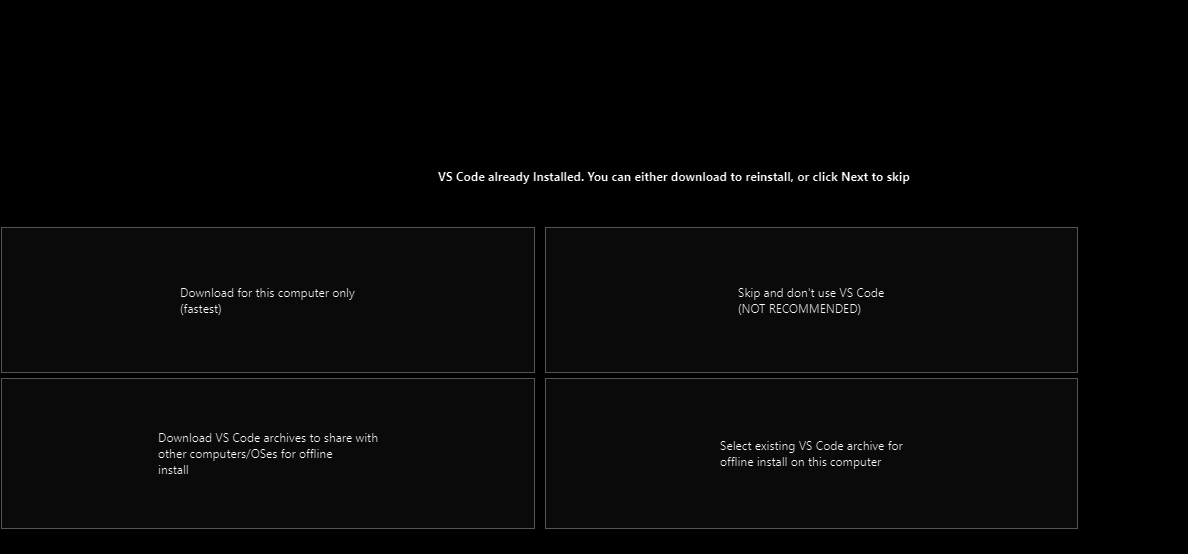 VS Code already Installed. You can either download to reinstall, or click Next to skip
Download for this computer only
(fastest)
Skip and don't use VS Code
(NOT RECOMMENDED)
Download VS Code archives to share with
other computers/OSes for offline
install
Select existing VS Code archive for
offline install on this computer